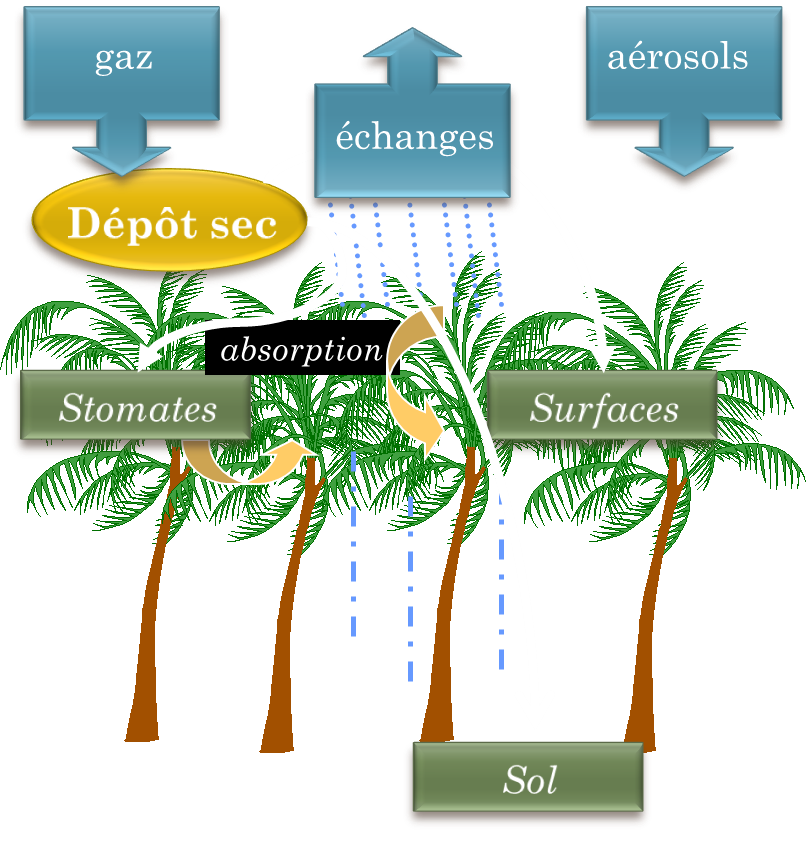 gaz
échanges
aérosols
Dépôt sec
absorption
Stomates
Surfaces
Sol